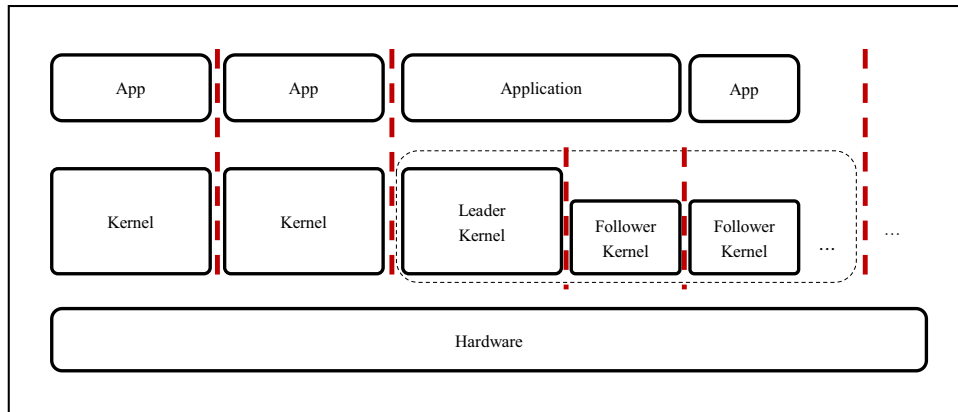 App
App
Application
App
Kernel
Kernel
Leader
Kernel
Follower
Kernel
Follower
Kernel
...
...
Hardware